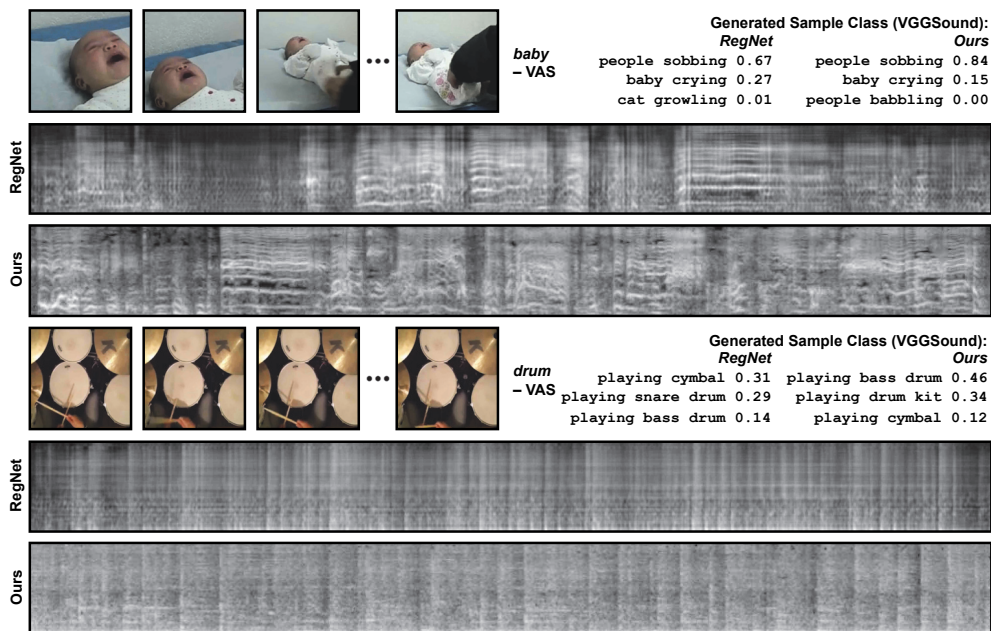 Generated Sample Class (VGGSound):
RegNet Ours
baby
– VAS
people sobbing 0.67 people sobbing 0.84
baby crying 0.27 baby crying 0.15
cat growling 0.01 people babbling 0.00
RegNet
Ours
Generated Sample Class (VGGSound):
RegNet Ours
drum
– VAS
playing cymbal 0.31 playing bass drum 0.46
playing snare drum 0.29 playing drum kit 0.34
playing bass drum 0.14 playing cymbal 0.12
RegNet
Ours